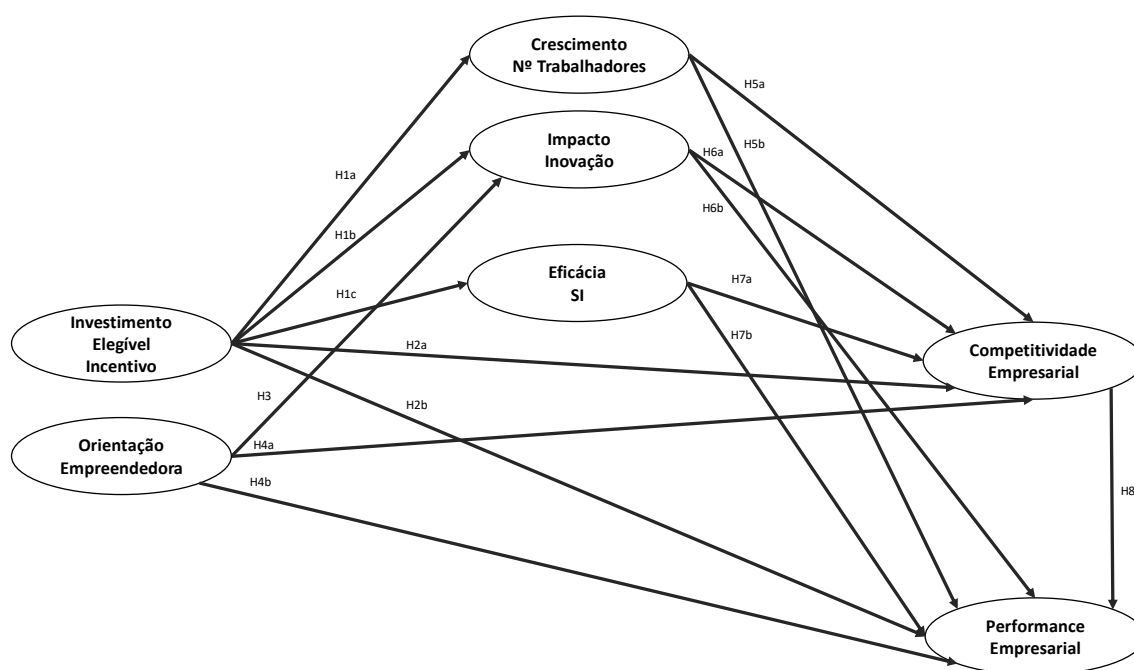 Crescimento
Nº Trabalhadores
H5a
Impacto
Inovação
H6a
H5b
H1a
H6b
H1b
Eficácia
SI
H7a
H1c
Investimento
Elegível
Incentivo
H7b
H2a
Competitividade
Empresarial
H3
H2b
Orientação
Empreendedora
H4a
H4b
H8
Performance
Empresarial